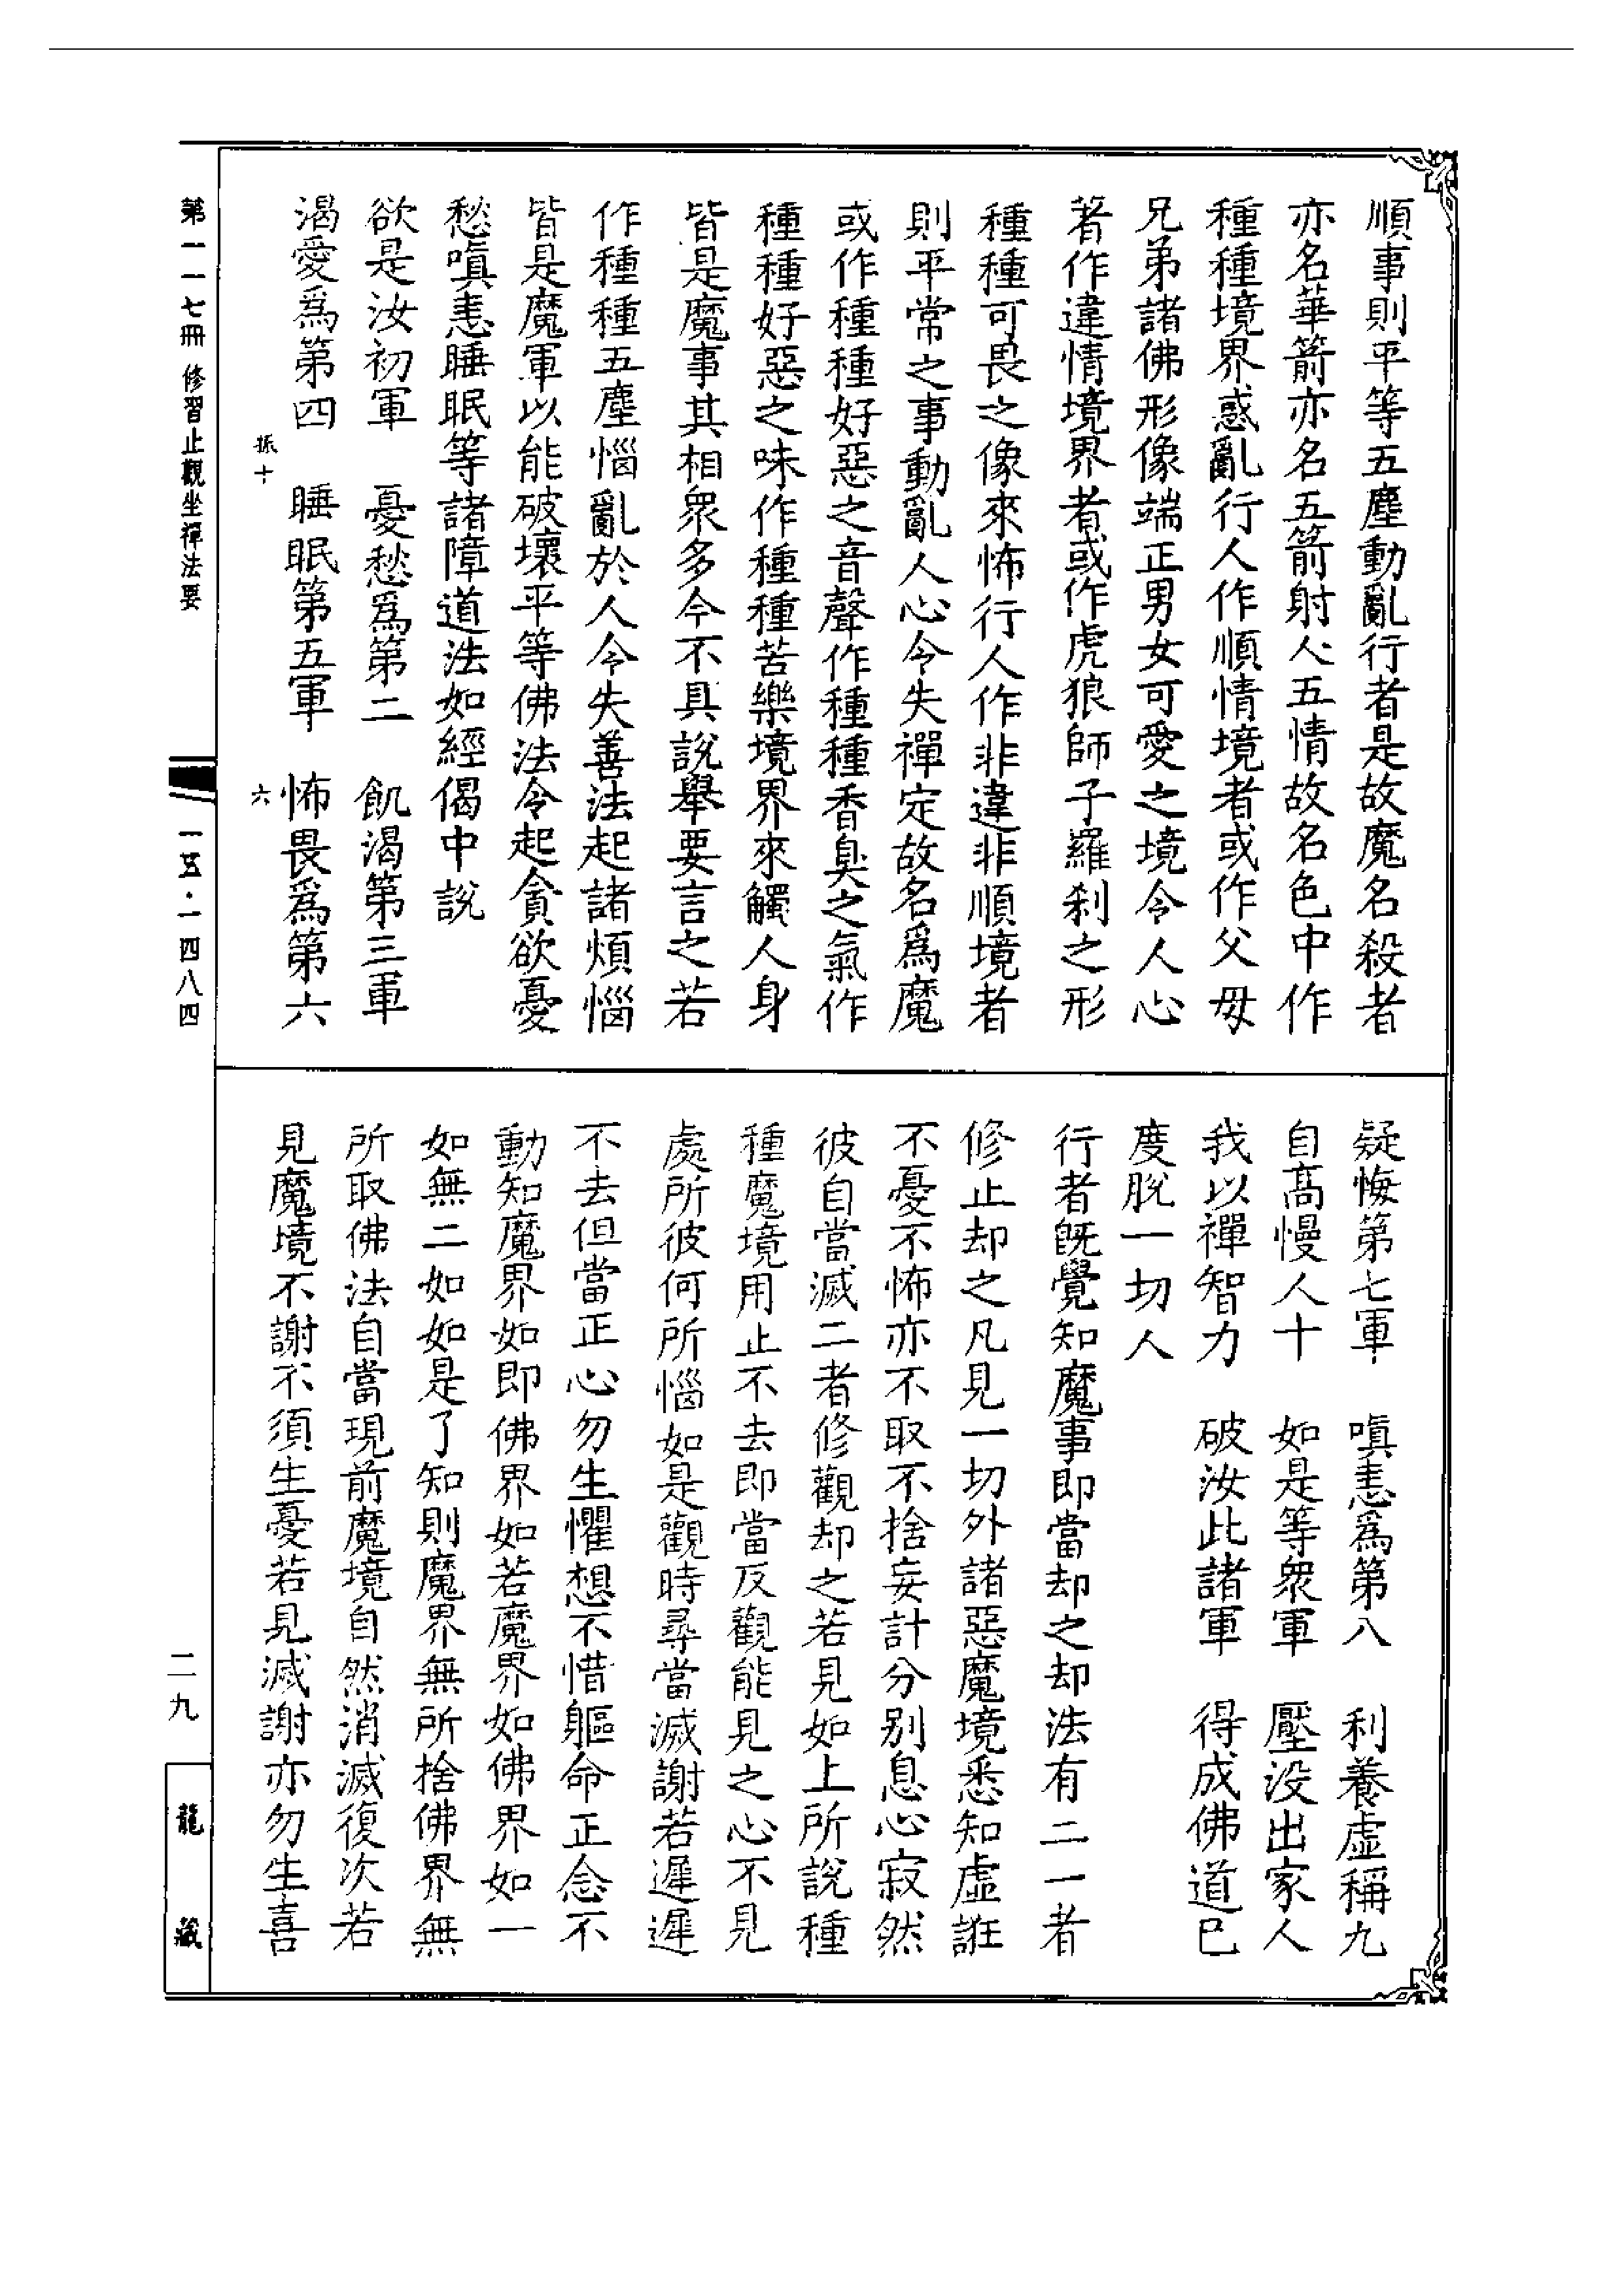 順事則平等五塵動亂行者是故魔名殺者
亦名華箭亦名五箭射人五情故名色中作
種種境界惑亂行人作順情境者或作父母
兄弟諸佛形像端正男女可愛之境令人心
著作違情境界者或作虎狼師子羅剎之形
種種可畏之像來怖行人作非違非順境者
則平常之事動亂人心令失禪定故名爲魔
或作種種好惡之音聲作種種香臭之氣作
種種好惡之味作種種苦樂境界來觸人身
皆是魔事其相衆多今不具說舉要言之若
作種種五塵惱亂於人令失善法起諸煩惱
皆是魔軍以能破壞平等佛法令起貪欲憂
愁嗔恚睡眠等諸障道法如經偈中說
欲是汝初軍　憂愁爲第二　飢渴第三軍
渴愛爲第四　睡眠第五軍　怖畏爲第六
十　六
疑悔第七軍　嗔恚爲第八　利養虛稱九
自高慢人十　如是等衆軍　壓沒出家人
我以禪智力　破汝此諸軍　得成佛道已
度脫一切人
行者旣覺知魔事即當却之却法有二一者
修止却之凡見一切外諸惡魔境悉知虛誑
不憂不怖亦不取不捨妄計分别息心寂然
彼自當滅二者修觀却之若見如上所說種
種魔境用止不去即當反觀能見之心不見
處所彼何所惱如是觀時尋當滅謝若遲遲
不去但當正心勿生懼想不惜軀命正念不
動知魔界如即佛界如若魔界如佛界如一
如無二如如是了知則魔界無所捨佛界無
所取佛法自當現前魔境自然消滅復次若
見魔境不謝不須生憂若見滅謝亦勿生喜
第一一七冊 修習止觀坐禪法要
一五・一四八四
二九
龍藏